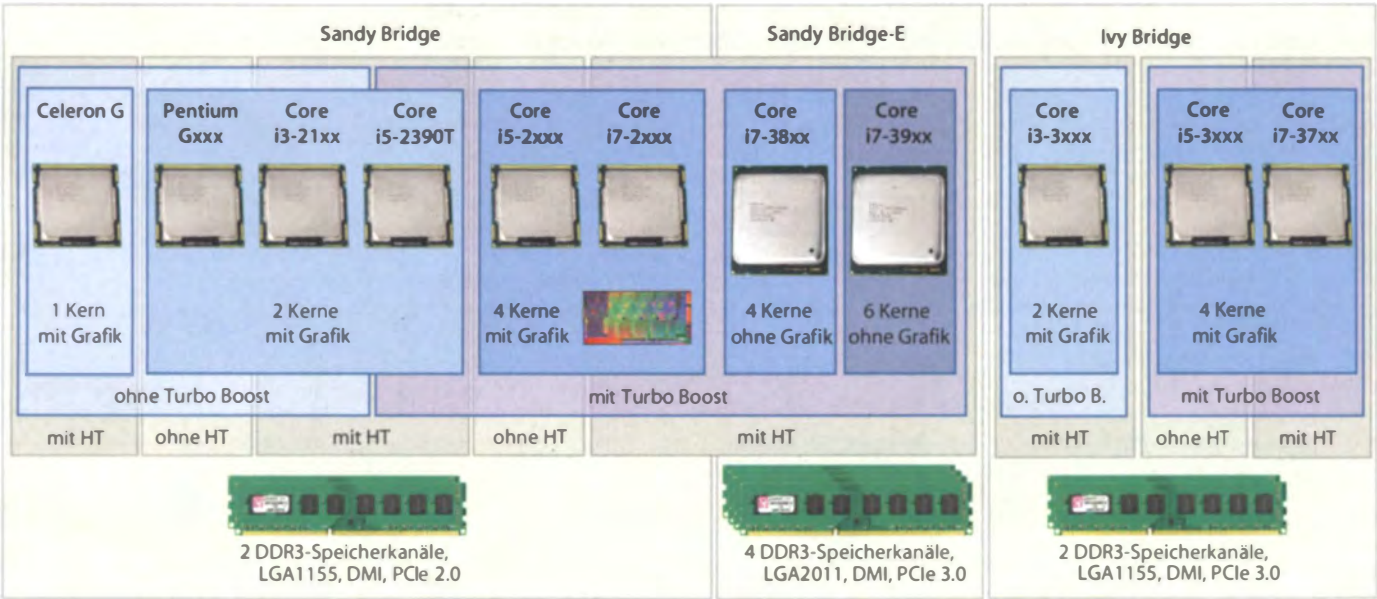 Sandy Bridge
Sandy Bridge-E
Ivy Bridge
Celeron G
Pentium
Gxxx
Core
i3-21xx
Core
i5-2390T
Core
i5-2xxx
Core
i7-2xxx
Core
i7-38xx
Core
i7-39xx
Core
i3-3xxx
Core
i5-3xxx
Core
i7-37xx
1 Kern
mit Grafik
2 Kerne
mit Grafik
4 Kerne
mit Grafik
4 Kerne
ohne Grafik
6 Kerne
ohne Grafik
2 Kerne
mit Grafik
4 Kerne
mit Grafik
ohne Turbo Boost
mit Turbo Boost
o. Turbo B.
mit Turbo Boost
mit HT
ohne HT
mit HT
ohne HT
mit HT
mit HT
ohne HT
mit HT
2 DDR3-Speicherkanäle,
LGA1155, DMI, PCIe 2.0
4 DDR3-Speicherkanäle,
LGA2011, DMI, PCIe 3.0
2 DDR3-Speicherkanäle,
LGA1155, DMI, PCIe 3.0